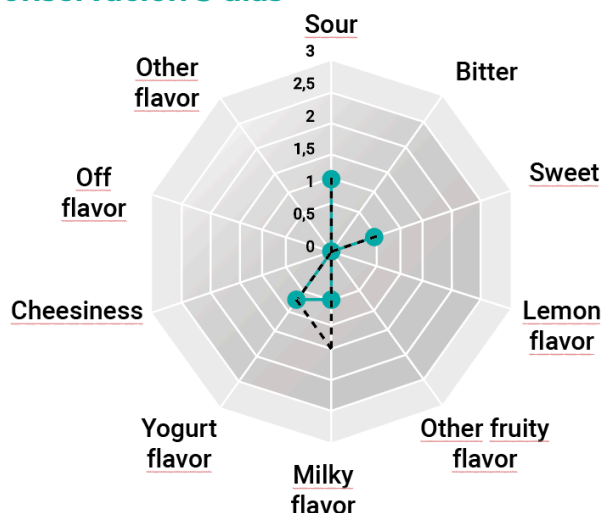 Sour
3
Other
flavor
Bitter
2,5
2
Off
flavor
1,5
Sweet
1
0,5
0
Cheesiness
Lemon
flavor
Yogurt
flavor
Other fruity
flavor
Milky
flavor